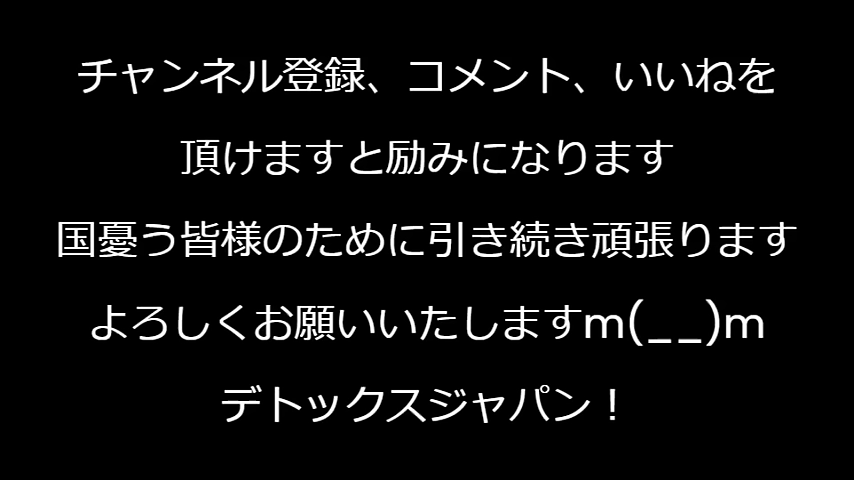 チャンネル登録、コメント、いいねを
頂けますと励みになります
国憂う皆様のために引き続き頑張ります
よろしくお願いいたしますm(__)m
デトックスジャパン！